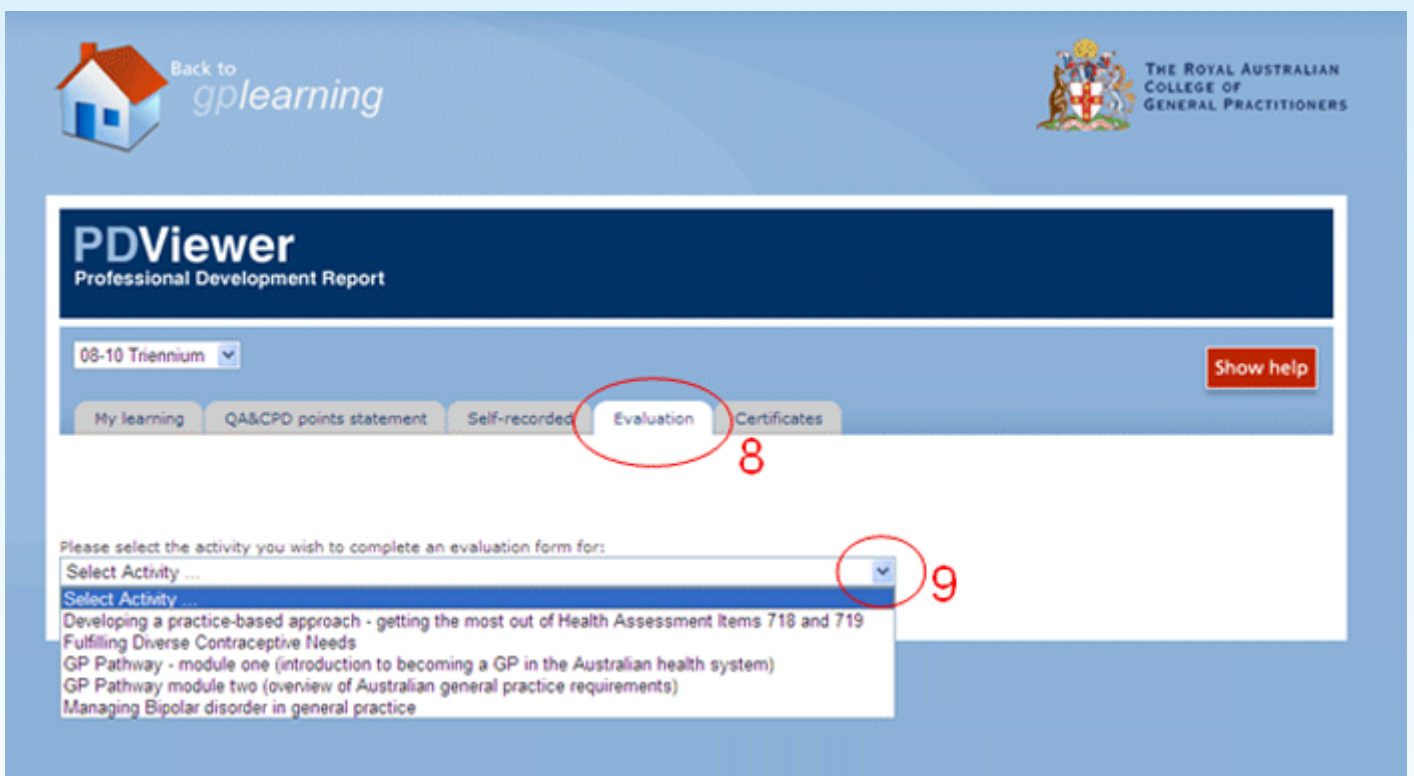 Back to
gplearning
THE ROYAL AUSTRALIAN
COLLEGE OF
GENERAL PRACTITIONERS
PDViewer
Professional Development Report
08-10 Triennium
Show help
My learning QA&CPD points statement Self-recorded Evaluation Certificates
8
Please select the activity you wish to complete an evaluation form for:
Select Activity ...
9
Select Activity ...
Developing a practice-based approach - getting the most out of Health Assessment Items 718 and 719
Fulfilling Diverse Contraceptive Needs
GP Pathway - module one (introduction to becoming a GP in the Australian health system)
GP Pathway module two (overview of Australian general practice requirements)
Managing Bipolar disorder in general practice